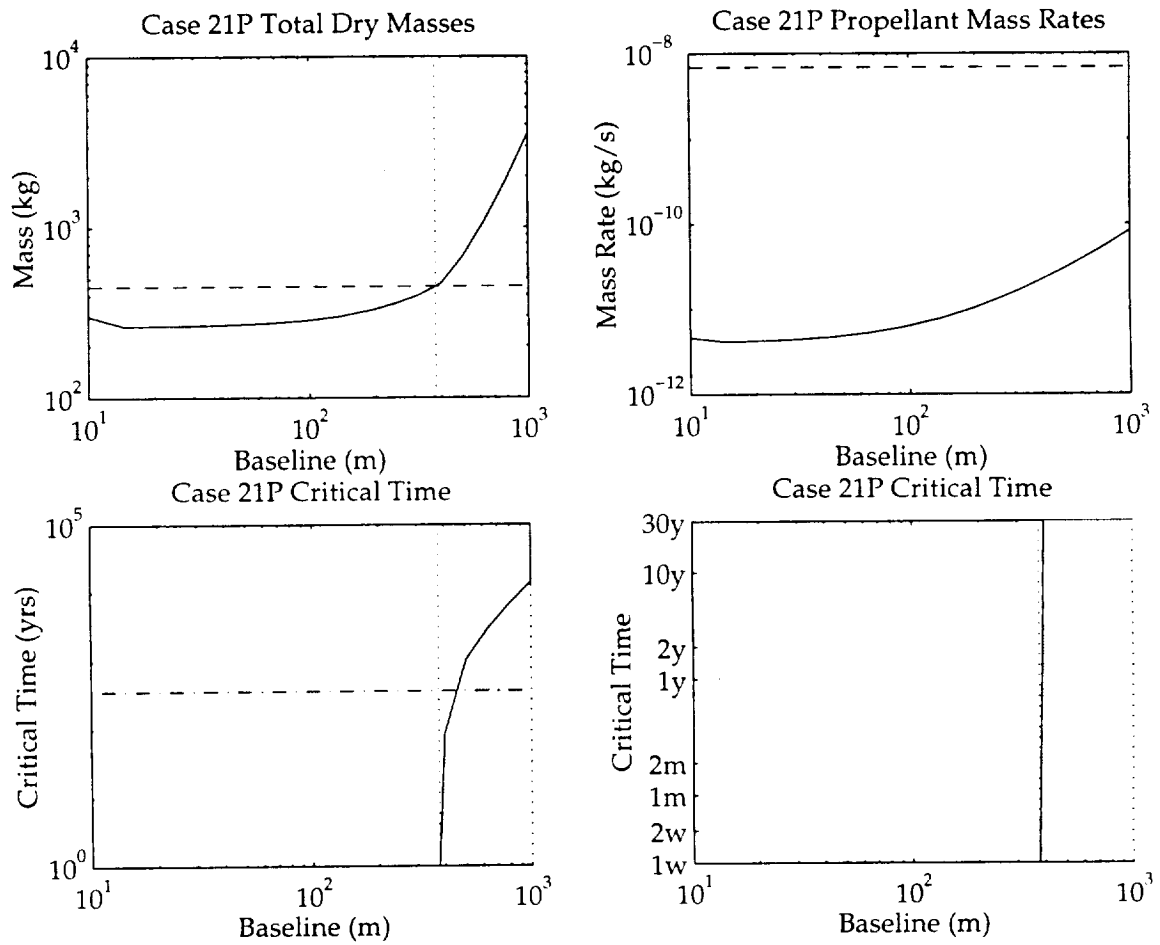 Case 21P Total Dry Masses
10^4
10^3
10^2
Mass (kg)
10^1
10^2
10^3
Baseline (m)
Case 21P Propellant Mass Rates
10^-8
10^-10
10^-12
Mass Rate (kg/s)
10^1
10^2
10^3
Baseline (m)
Case 21P Critical Time
10^5
10^0
Critical Time (yrs)
10^1
10^2
10^3
Baseline (m)
Case 21P Critical Time
30y
10y
2y
1y
2m
1m
2w
1w
Critical Time
10^1
10^2
10^3
Baseline (m)